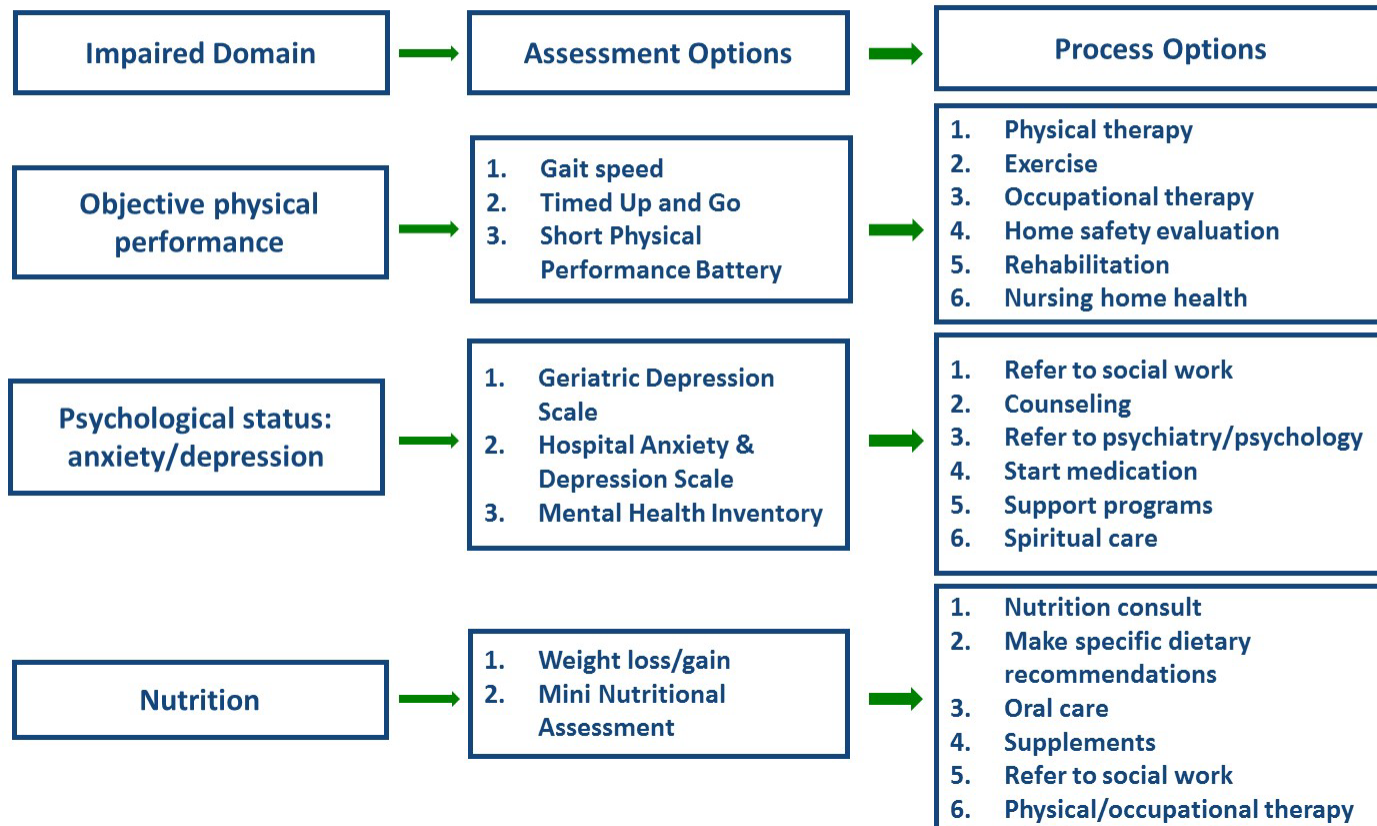 Impaired Domain
Assessment Options
Process Options
Objective physical
performance
1. Gait speed
2. Timed Up and Go
3. Short Physical
Performance Battery
1. Physical therapy
2. Exercise
3. Occupational therapy
4. Home safety evaluation
5. Rehabilitation
6. Nursing home health
Psychological status:
anxiety/depression
1. Geriatric Depression
Scale
2. Hospital Anxiety &
Depression Scale
3. Mental Health Inventory
1. Refer to social work
2. Counseling
3. Refer to psychiatry/psychology
4. Start medication
5. Support programs
6. Spiritual care
Nutrition
1. Weight loss/gain
2. Mini Nutritional
Assessment
1. Nutrition consult
2. Make specific dietary
recommendations
3. Oral care
4. Supplements
5. Refer to social work
6. Physical/occupational therapy